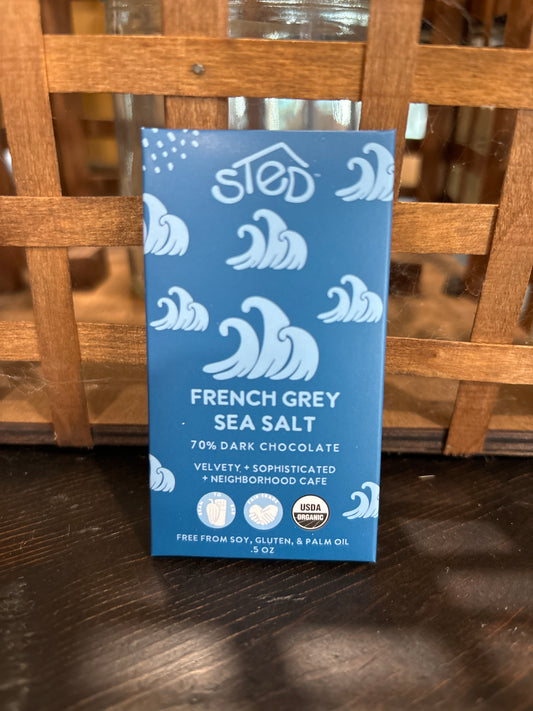 STED
FRENCH GREY
SEA SALT
70% DARK CHOCOLATE
VELVETY + SOPHISTICATED
+ NEIGHBORHOOD CAFE
USDA
ORGANIC
FREE FROM SOY, GLUTEN, & PALM OIL
.5 OZ